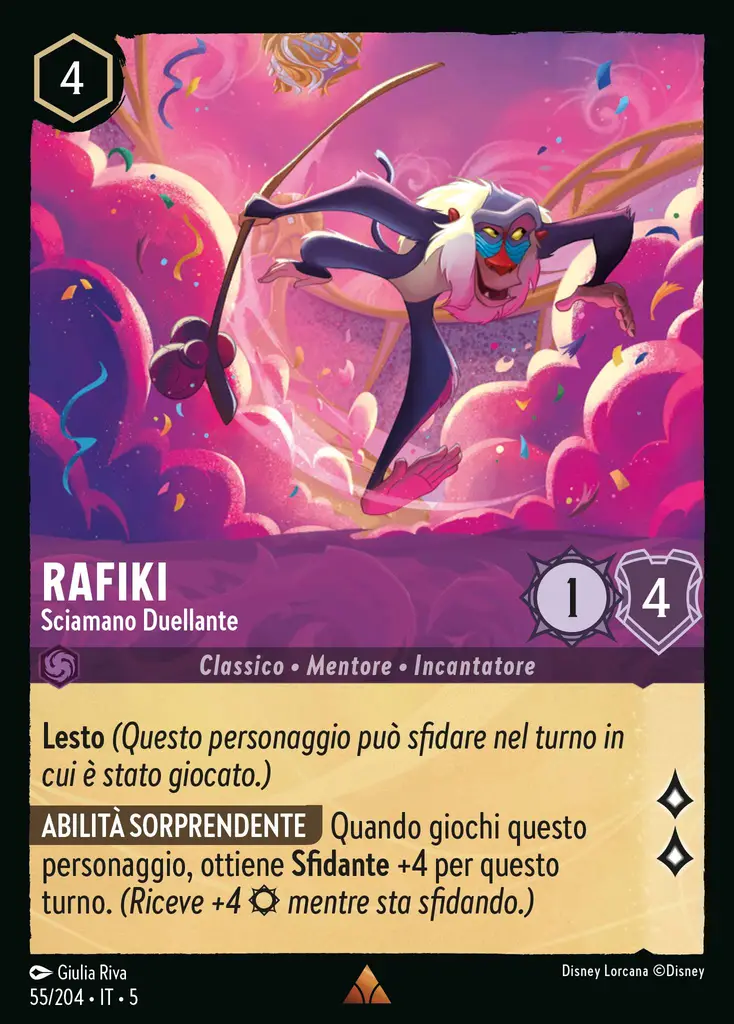 4
RAFIKI
Sciamano Duellante
1
4
Classico • Mentore • Incantatore
Lesto (Questo personaggio può sfidare nel turno in
cui è stato giocato.)
ABILITÀ SORPRENDENTE Quando giochi questo
personaggio, ottiene Sfidante +4 per questo
turno. (Riceve +4 mentre sta sfidando.)
Giulia Riva
Disney Lorcana ©Disney
55/204 • IT • 5